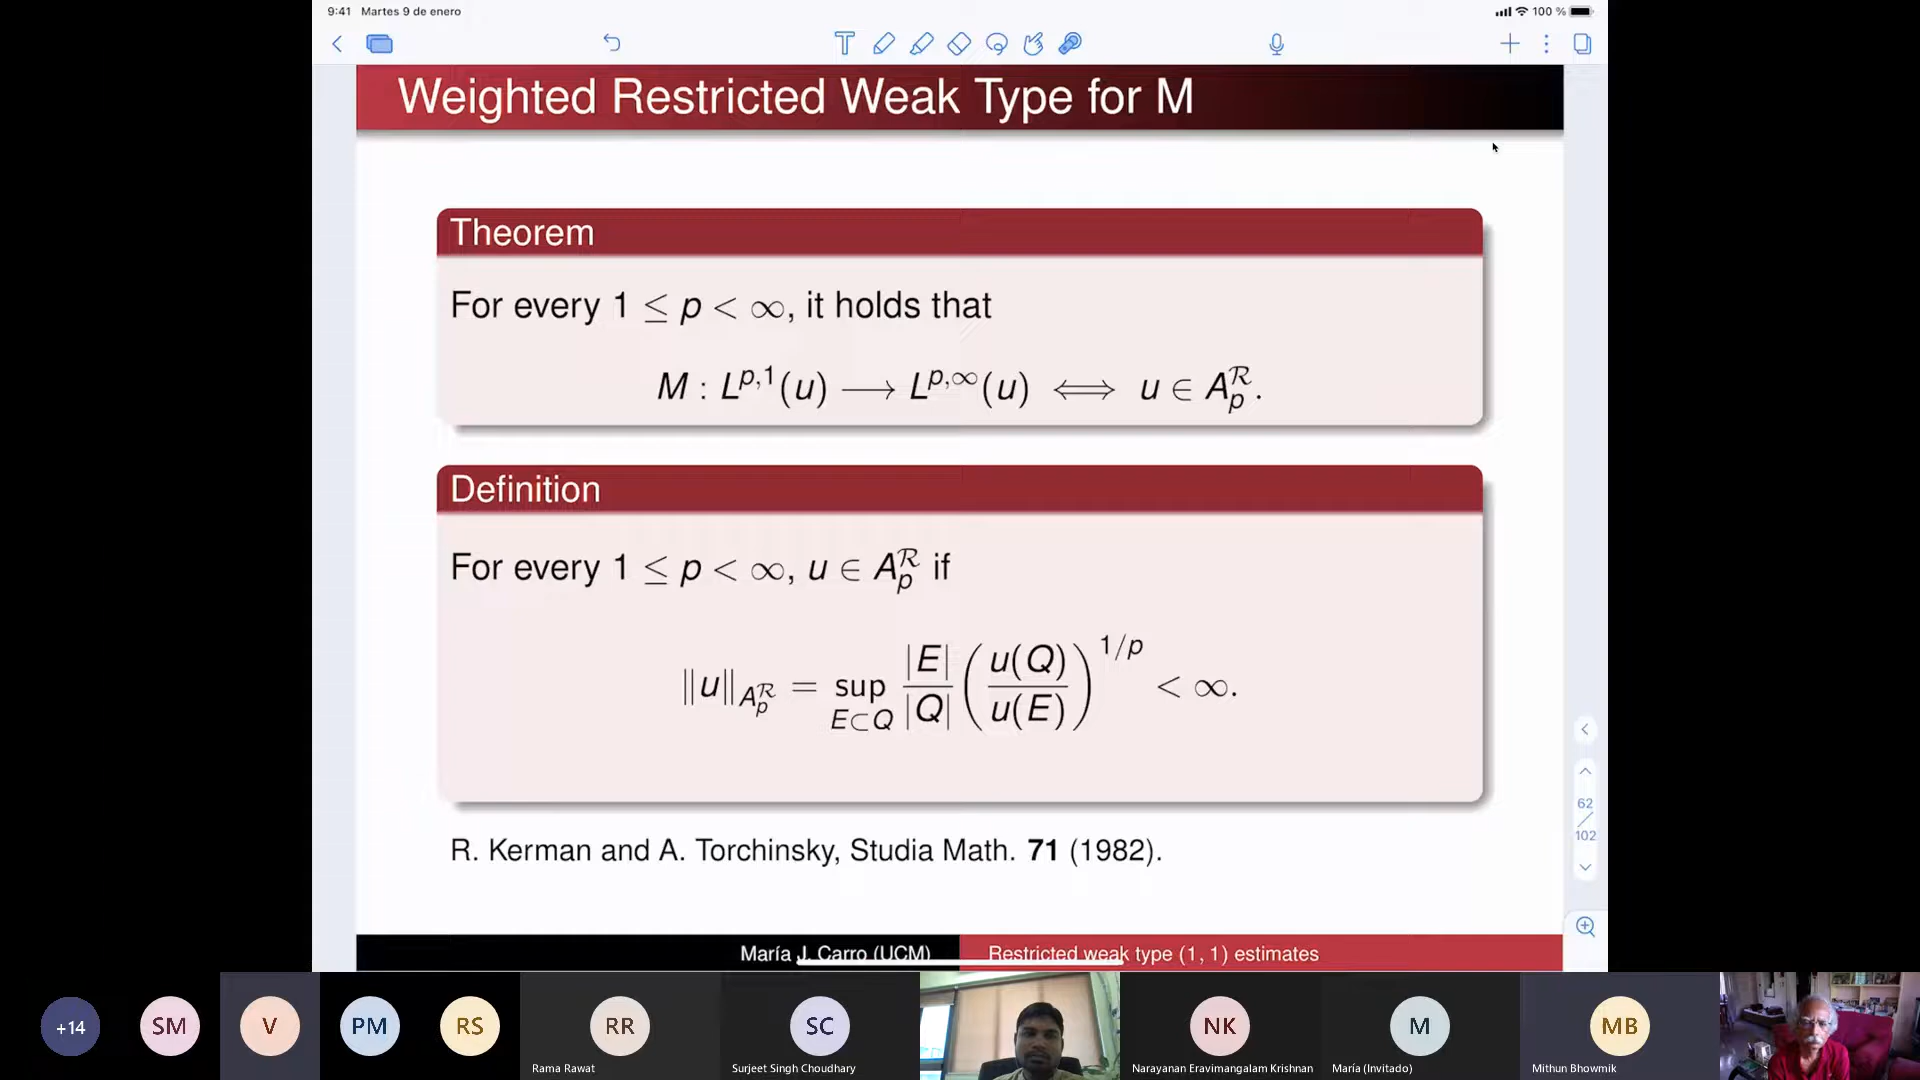 9:41 Martes 9 de enero
100 %
Weighted Restricted Weak Type for M
Theorem
For every 1 ≤ p < ∞, it holds that
M : L^{p,1}(u) ⟶ L^{p,∞}(u) ⟺ u ∈ A_p^ℛ.
Definition
For every 1 ≤ p < ∞, u ∈ A_p^ℛ if
‖u‖_{A_p^ℛ} = sup_{E⊂Q} |E|/|Q| (u(Q)/u(E))^{1/p} < ∞.
62
102
R. Kerman and A. Torchinsky, Studia Math. 71 (1982).
María J. Carro (UCM) Restricted weak type (1, 1) estimates
+14 SM V PM RS RR SC NK M MB
Rama Rawat Surjeet Singh Choudhary Narayanan Eravimangalam Krishnan María (Invitado) Mithun Bhowmik